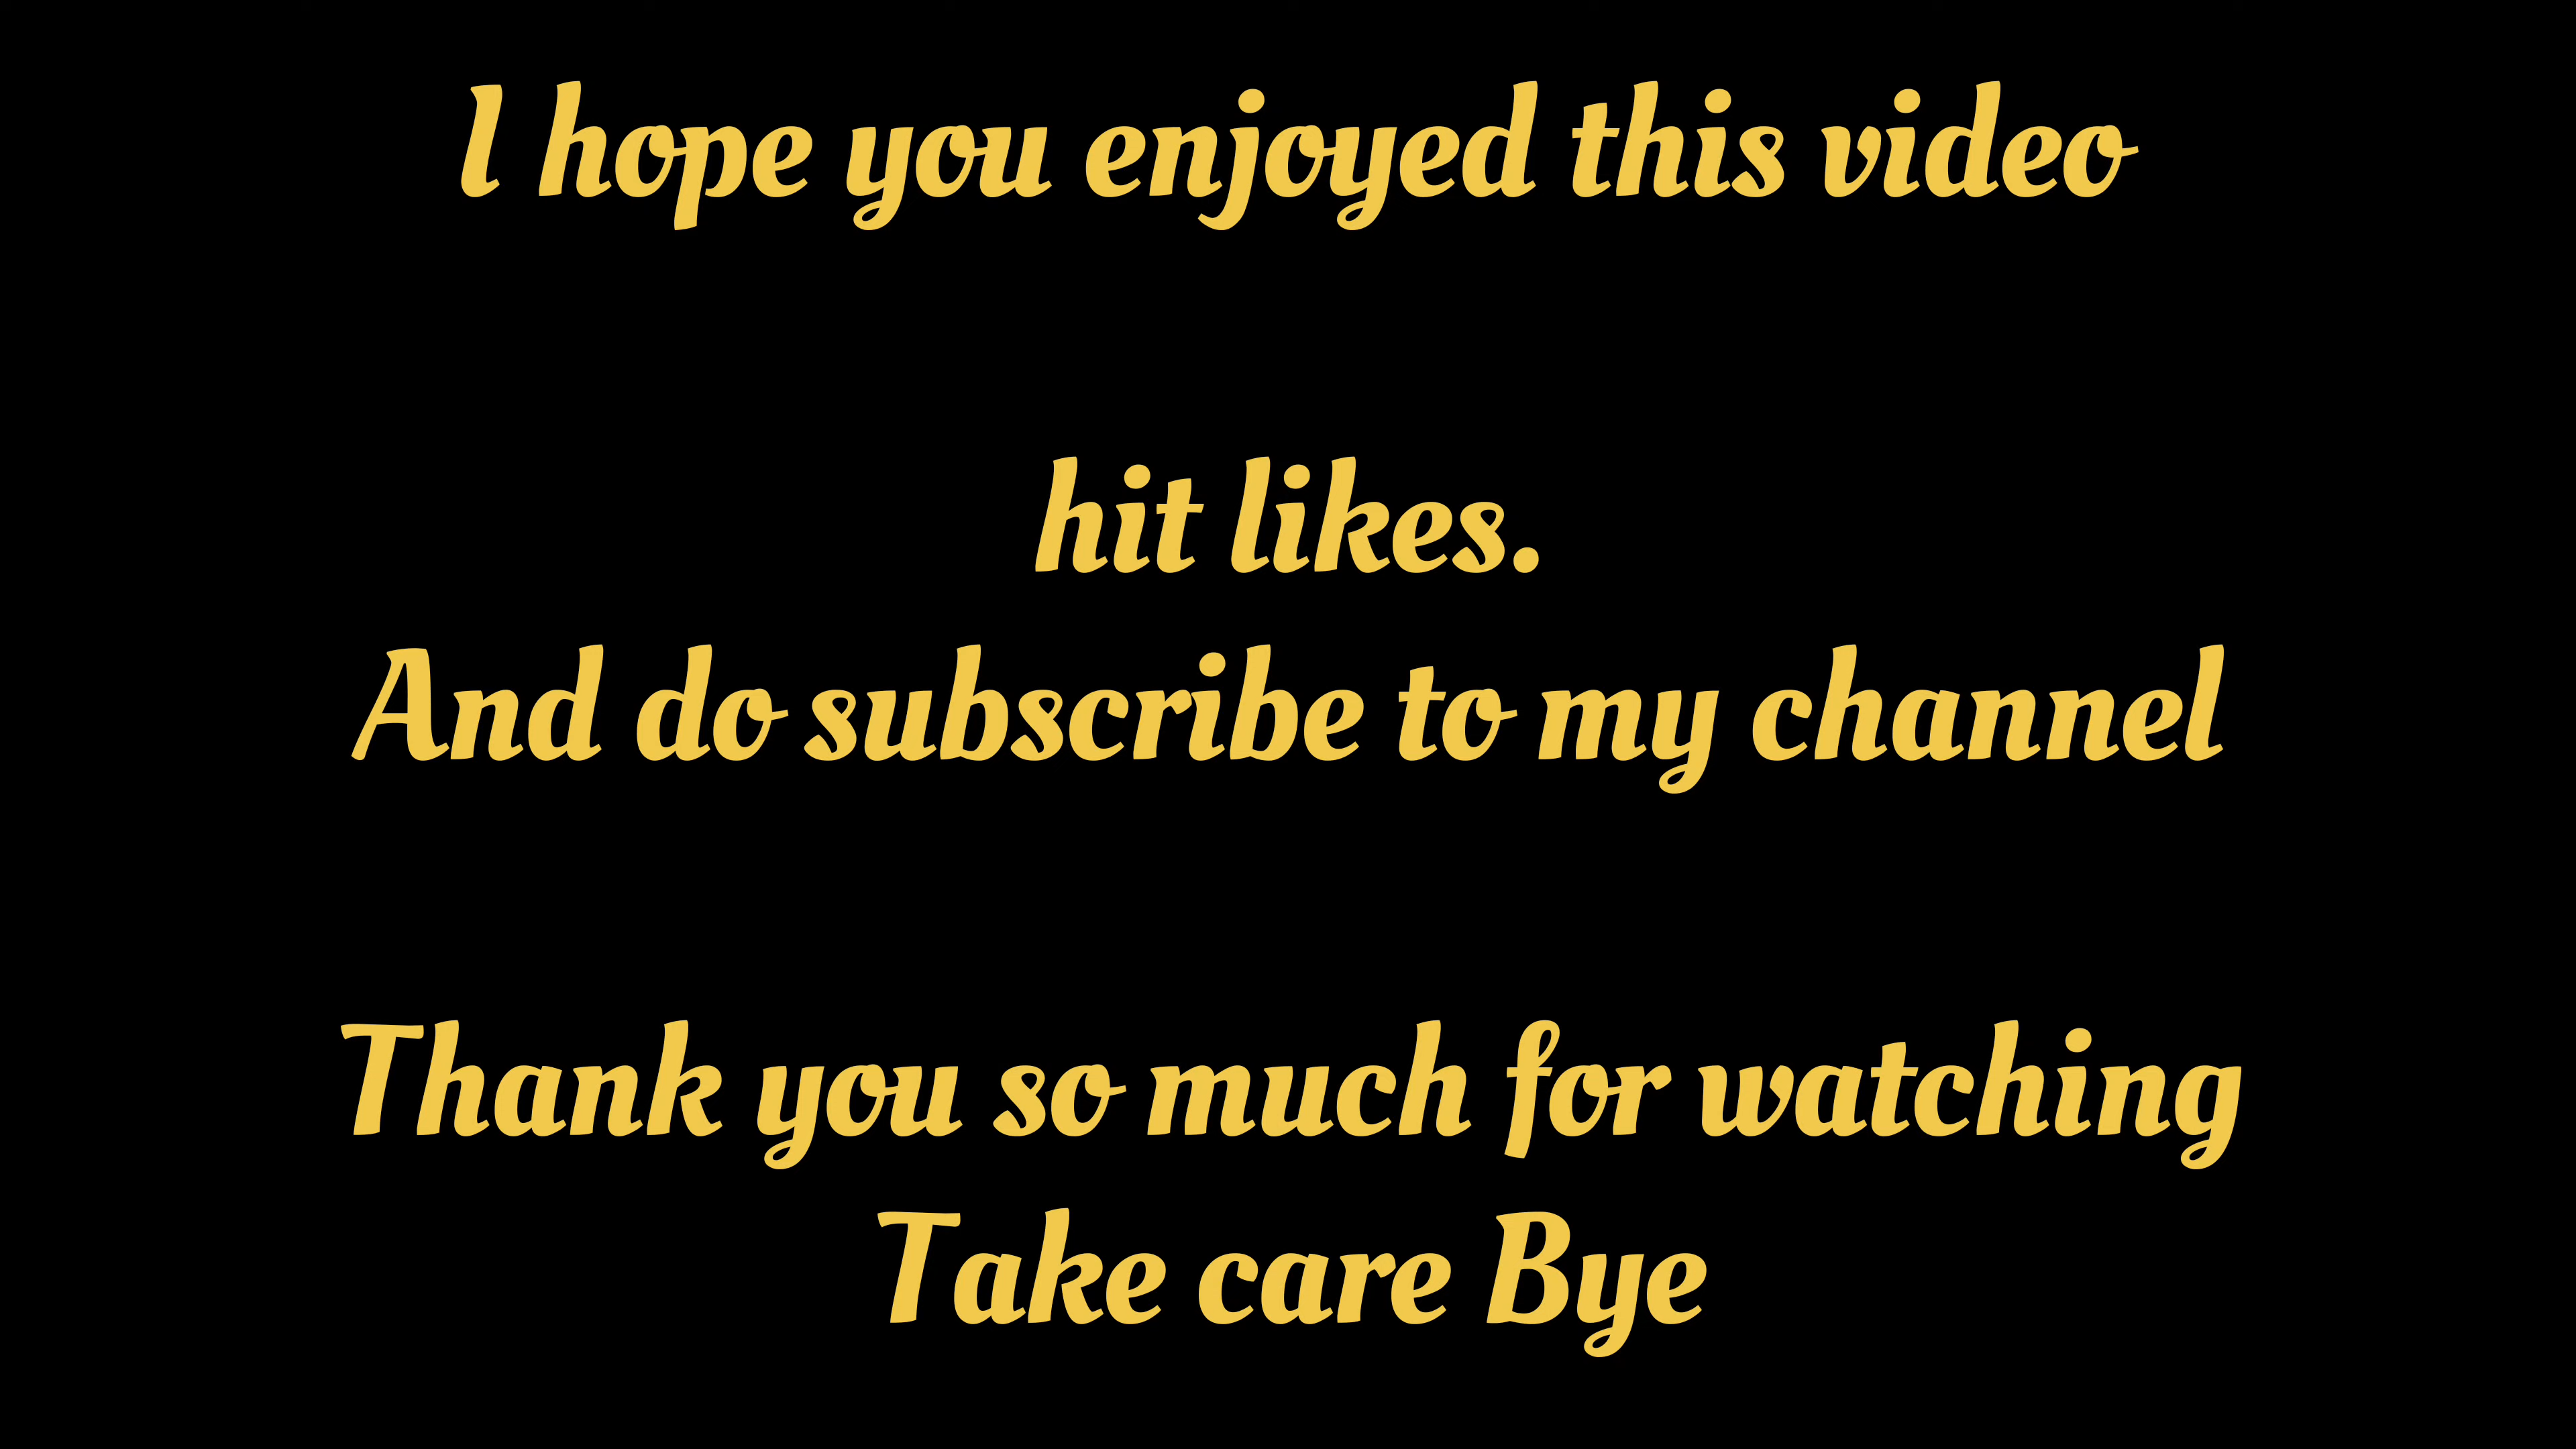 I hope you enjoyed this video
hit likes.
And do subscribe to my channel
Thank you so much for watching
Take care Bye